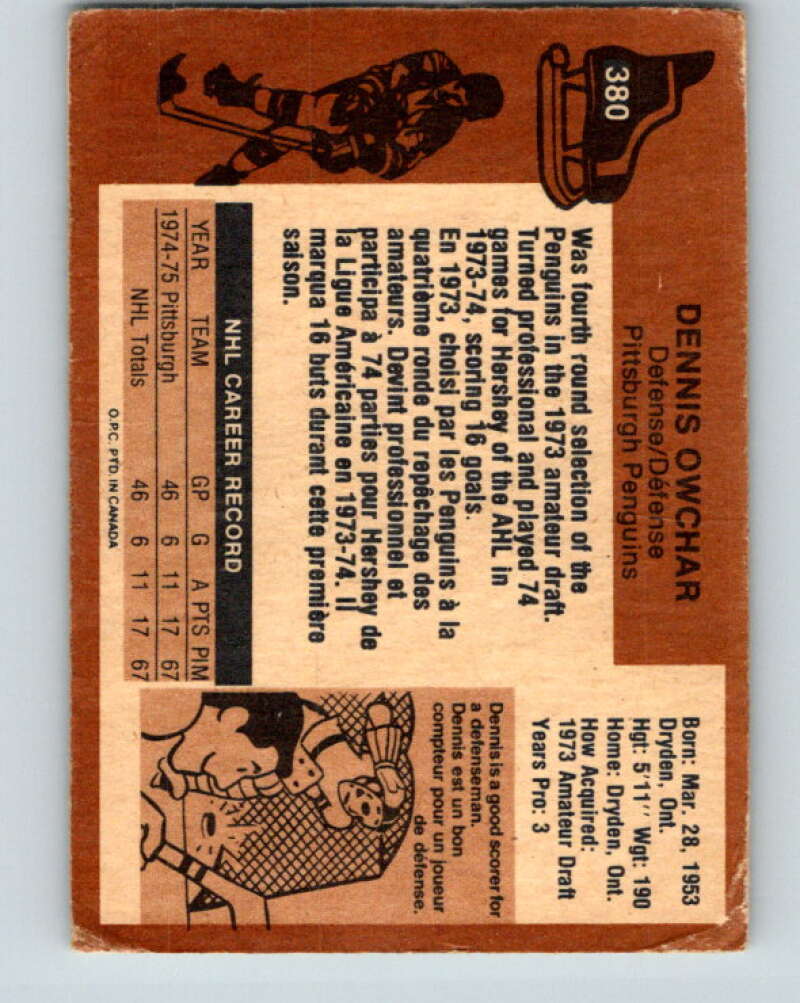 380
DENNIS OWCHAR
Defense/Défense
Pittsburgh Penguins
Born: Mar. 28, 1953
Dryden, Ont.
Hgt: 5'11" Wgt: 190
Home: Dryden, Ont.
How Acquired:
1973 Amateur Draft
Years Pro: 3
Was fourth round selection of the
Penguins in the 1973 amateur draft.
Turned professional and played 74
games for Hershey of the AHL in
1973-74, scoring 16 goals.
En 1973, choisi par les Penguins à la
quatrième ronde du repêchage des
amateurs. Devint professionnel et
participa à 74 parties pour Hershey de
la Ligue Américaine en 1973-74. Il
marqua 16 buts durant cette première
saison.
Dennis is a good scorer for
a defenseman.
Dennis est un bon
compteur pour un joueur
de défense.
NHL CAREER RECORD
YEAR TEAM GP G A PTS PIM
1974-75 Pittsburgh 46 6 11 17 67
NHL Totals 46 6 11 17 67
O.P.C. PTD. IN CANADA